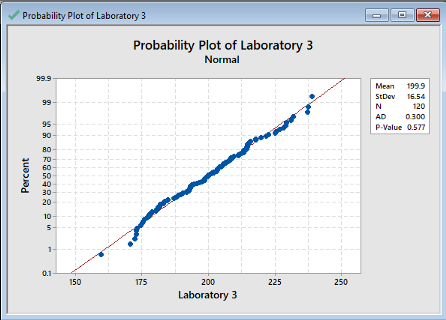 Probability Plot of Laboratory 3
Probability Plot of Laboratory 3
Normal
99.9
99
95
90
80
70
60
50
40
30
20
10
5
1
0.1
Percent
150
175
200
225
250
Laboratory 3
Mean 199.9
StDev 16.54
N 120
AD 0.300
P-Value 0.577